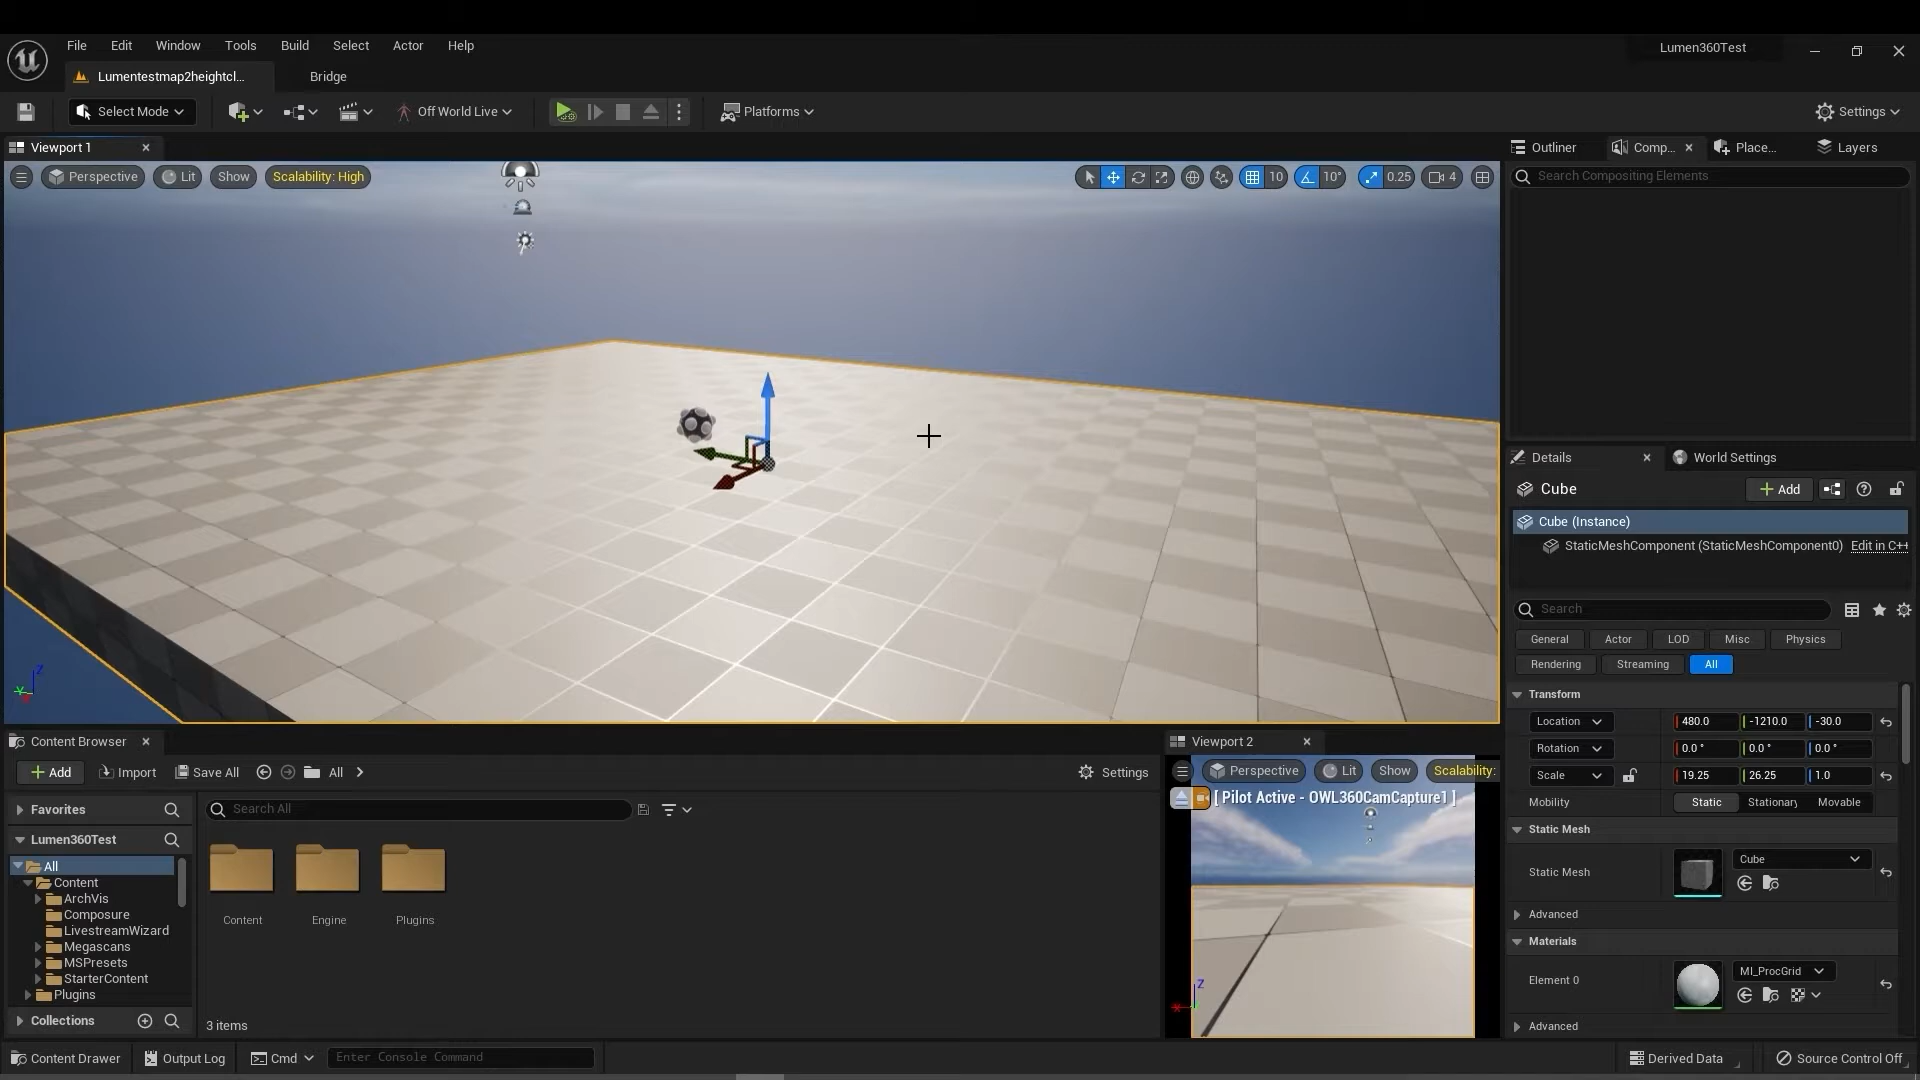 File Edit Window Tools Build Select Actor Help
Lumen360Test
Lumentestmap2heightcl...
Bridge
Select Mode
Off World Live
Platforms
Settings
Viewport 1
Perspective Lit Show Scalability: High
10 10° 0.25 4
Outliner Comp... Place... Layers
Search Compositing Elements
Details
World Settings
Cube
Add
Cube (Instance)
StaticMeshComponent (StaticMeshComponent0) Edit in C++
Search
General Actor LOD Misc Physics
Rendering Streaming All
Transform
Location 480.0 -1210.0 -30.0
Rotation 0.0° 0.0° 0.0°
Scale 19.25 26.25 1.0
Mobility Static Stationary Movable
Static Mesh
Static Mesh Cube
Advanced
Materials
Element 0 MI_ProcGrid
Advanced
Z
Y
Content Browser
Add Import Save All All Settings
Favorites
Search All
Lumen360Test
All
Content
ArchVis
Composure
LivestreamWizard
Megascans
MSPresets
StarterContent
Plugins
Collections
Content Engine Plugins
3 items
Viewport 2
Perspective Lit Show Scalability:
[ Pilot Active - OWL360CamCapture1 ]
Z
X
Content Drawer Output Log Cmd Enter Console Command
Derived Data Source Control Off